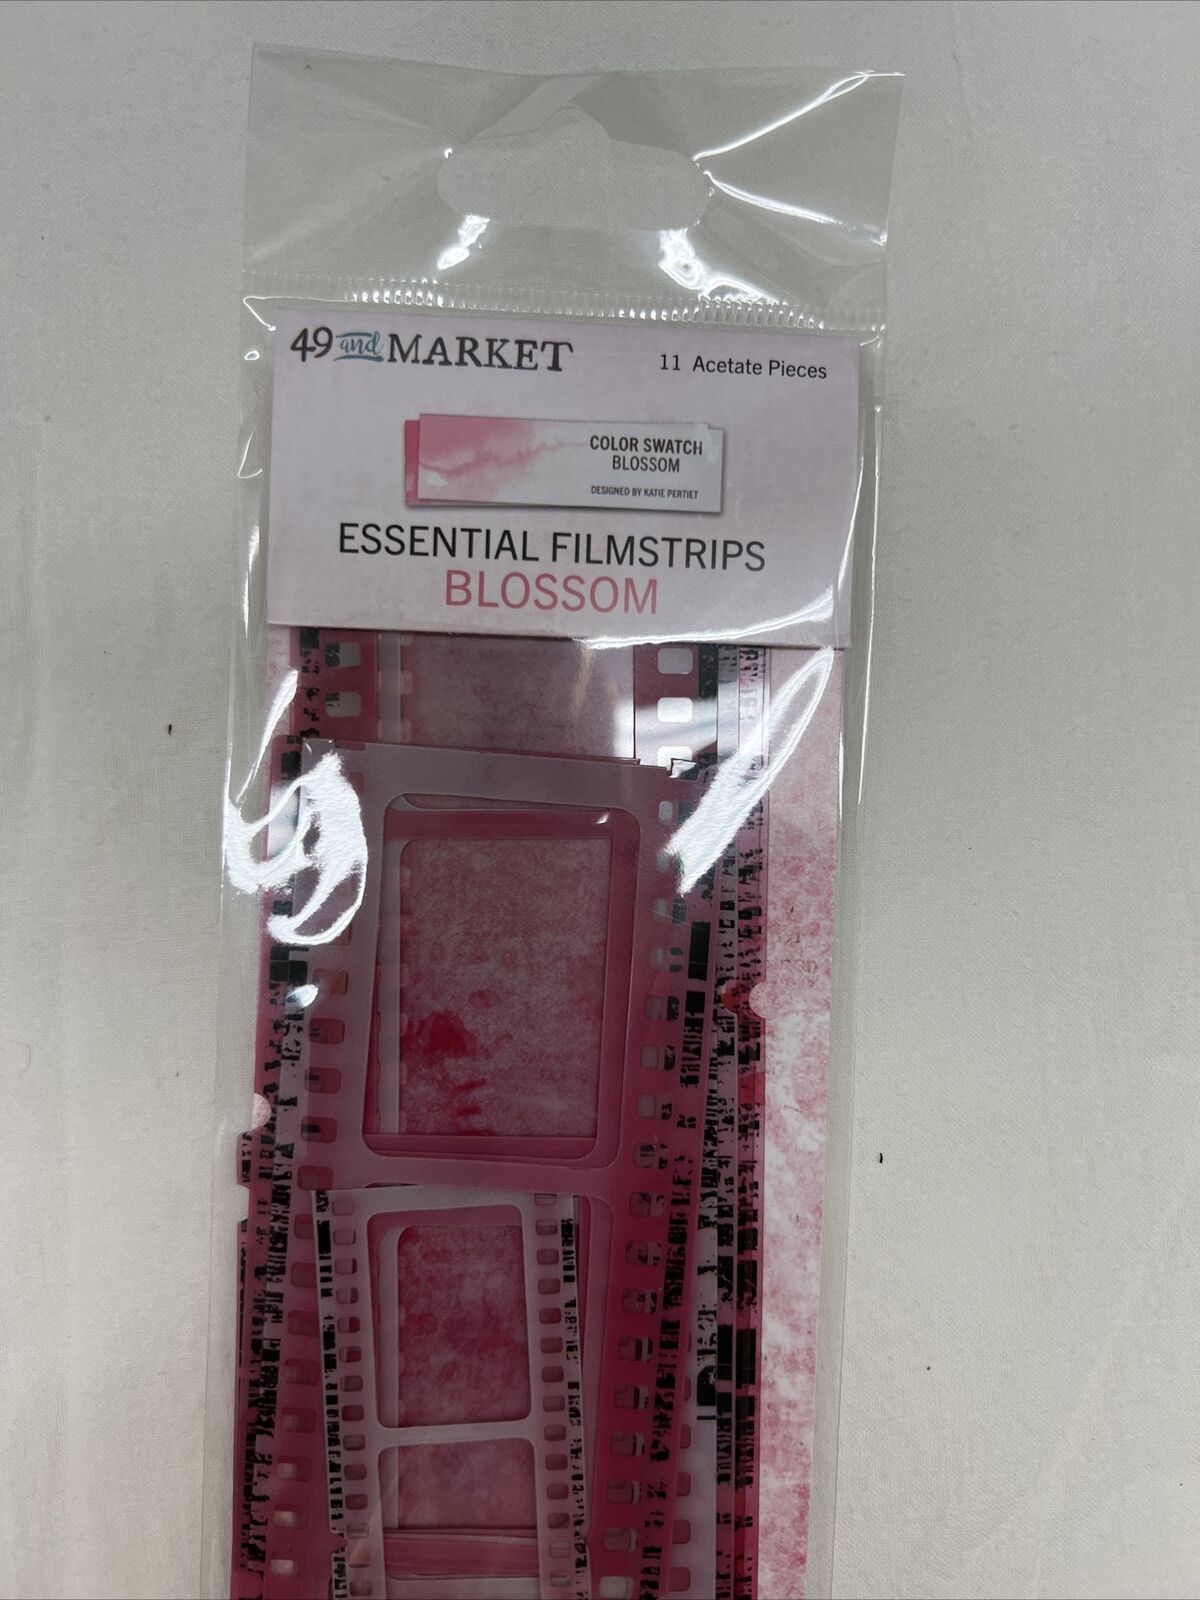 49 and MARKET
11 Acetate Pieces
COLOR SWATCH
BLOSSOM
DESIGNED BY KATIE PERTIET
ESSENTIAL FILMSTRIPS
BLOSSOM